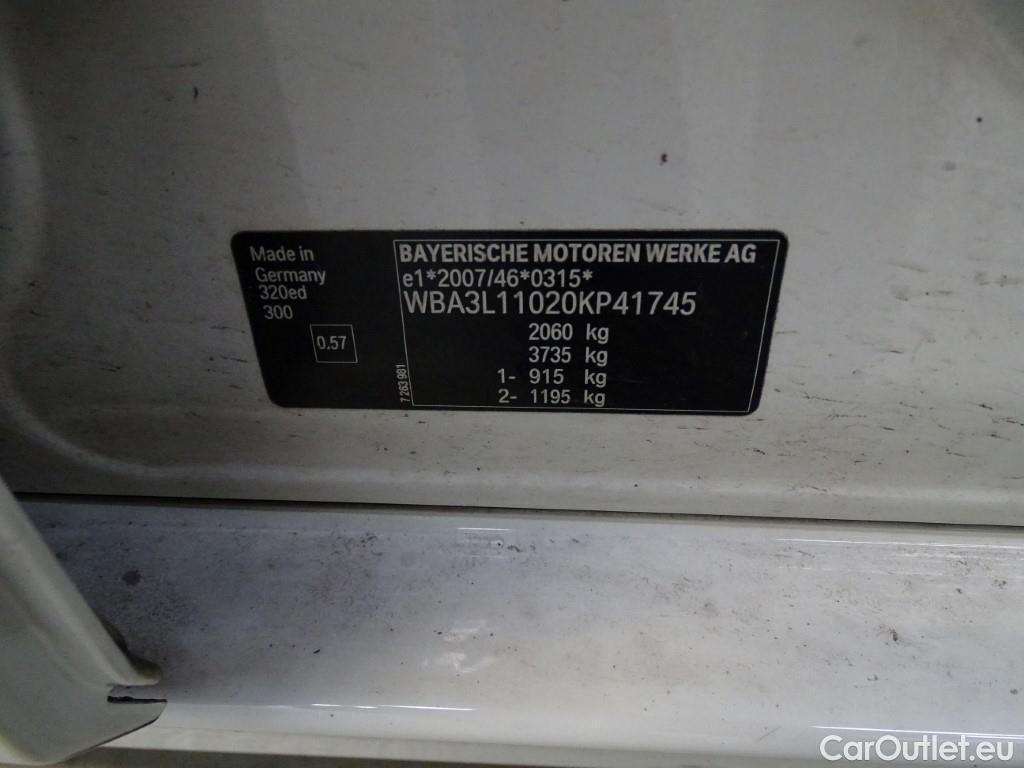 Made in
Germany
320ed
300
0.57
7 263 981
BAYERISCHE MOTOREN WERKE AG
e1*2007/46*0315*
WBA3L11020KP41745
2060 kg
3735 kg
1- 915 kg
2- 1195 kg
CarOutlet.eu